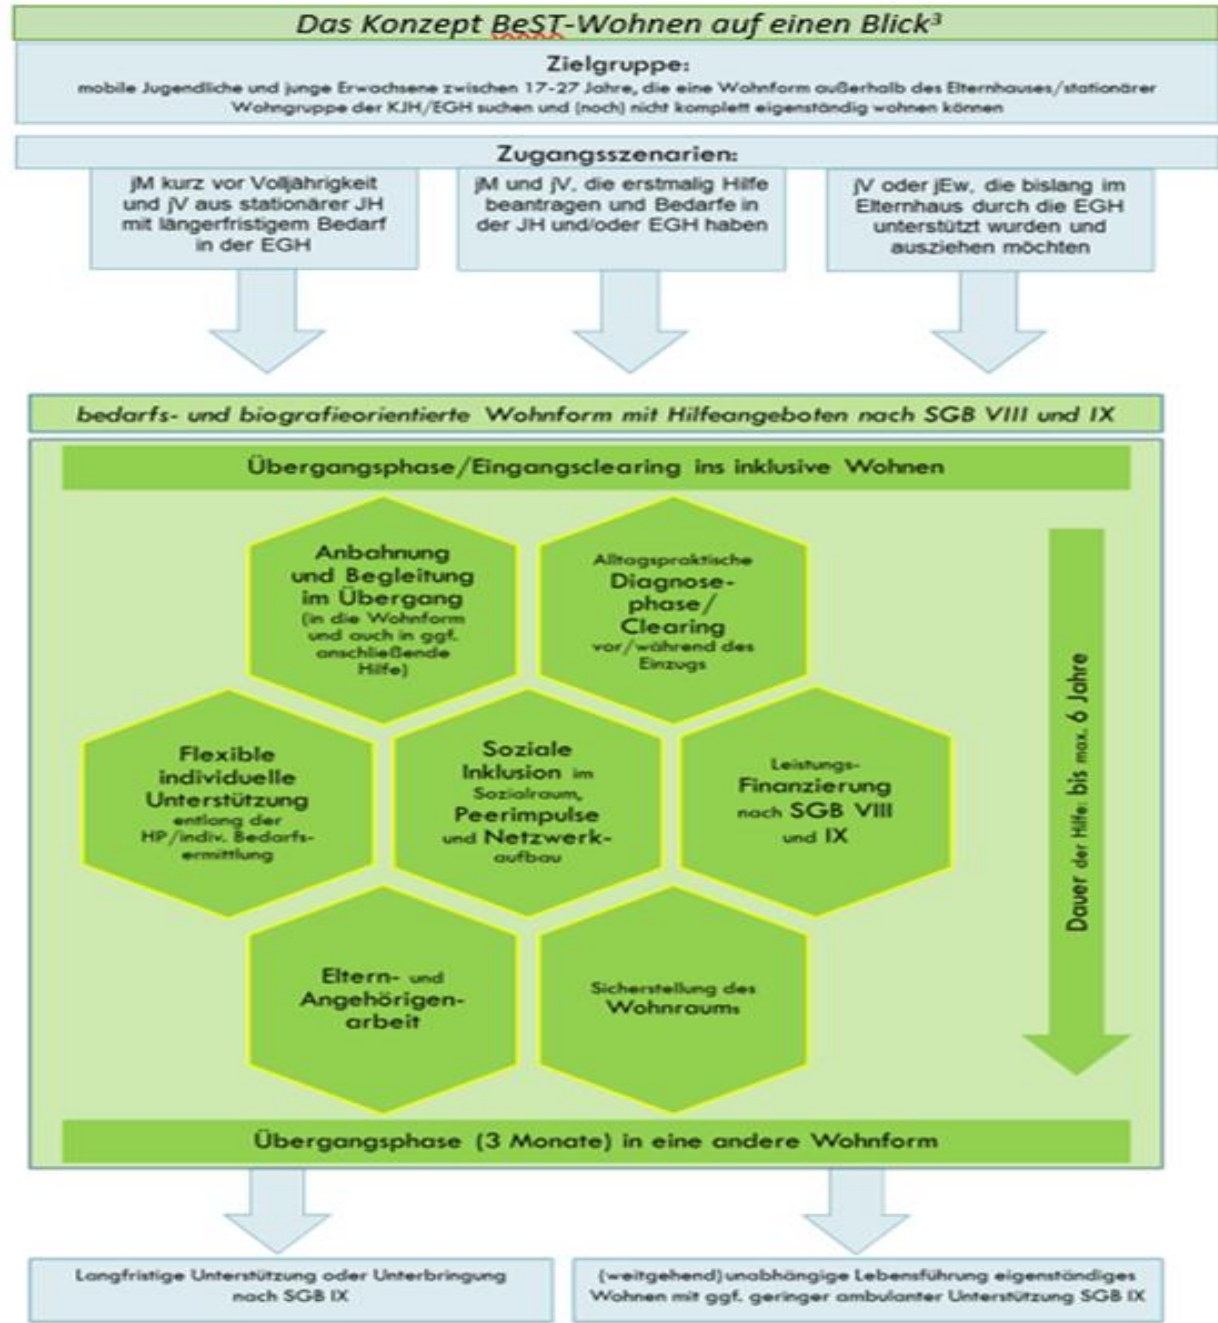 Das Konzept BeST-Wohnen auf einen Blick³
Zielgruppe:
mobile Jugendliche und junge Erwachsene zwischen 17-27 Jahre, die eine Wohnform außerhalb des Elternhauses/stationärer
Wohngruppe der KJH/EGH suchen und (noch) nicht komplett eigenständig wohnen können
Zugangsszenarien:
jM kurz vor Volljährigkeit
und jV aus stationärer JH
mit längerfristigem Bedarf
in der EGH
jM und jV, die erstmalig Hilfe
beantragen und Bedarfe in
der JH und/oder EGH haben
jV oder jEw, die bislang im
Elternhaus durch die EGH
unterstützt wurden und
ausziehen möchten
bedarfs- und biografieorientierte Wohnform mit Hilfeangeboten nach SGB VIII und IX
Übergangsphase/Eingangsclearing ins inklusive Wohnen
Anbahnung
und Begleitung
im Übergang
(in die Wohnform
und auch in ggf.
anschließende
Hilfe)
Alltagspraktische
Diagnose-
phase/
Clearing
vor/während des
Einzugs
Flexible
individuelle
Unterstützung
entlang der
HP/indiv. Bedarfs-
ermittlung
Soziale
Inklusion im
Sozialraum,
Peerimpulse
und Netzwerk-
aufbau
Leistungs-
Finanzierung
nach SGB VIII
und IX
Eltern- und
Angehörigen-
arbeit
Sicherstellung des
Wohnraums
Dauer der Hilfe: bis max. 6 Jahre
Übergangsphase (3 Monate) in eine andere Wohnform
Langfristige Unterstützung oder Unterbringung
nach SGB IX
(weitgehend)unabhängige Lebensführung eigenständiges
Wohnen mit ggf. geringer ambulanter Unterstützung SGB IX